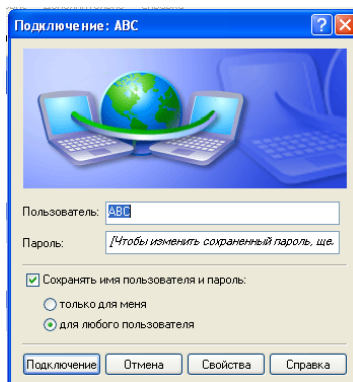 Подключение: ABC
Пользователь: ABC
Пароль: [Чтобы изменить сохраненный пароль, ще.
Сохранять имя пользователя и пароль:
только для меня
для любого пользователя
Подключение Отмена Свойства Справка